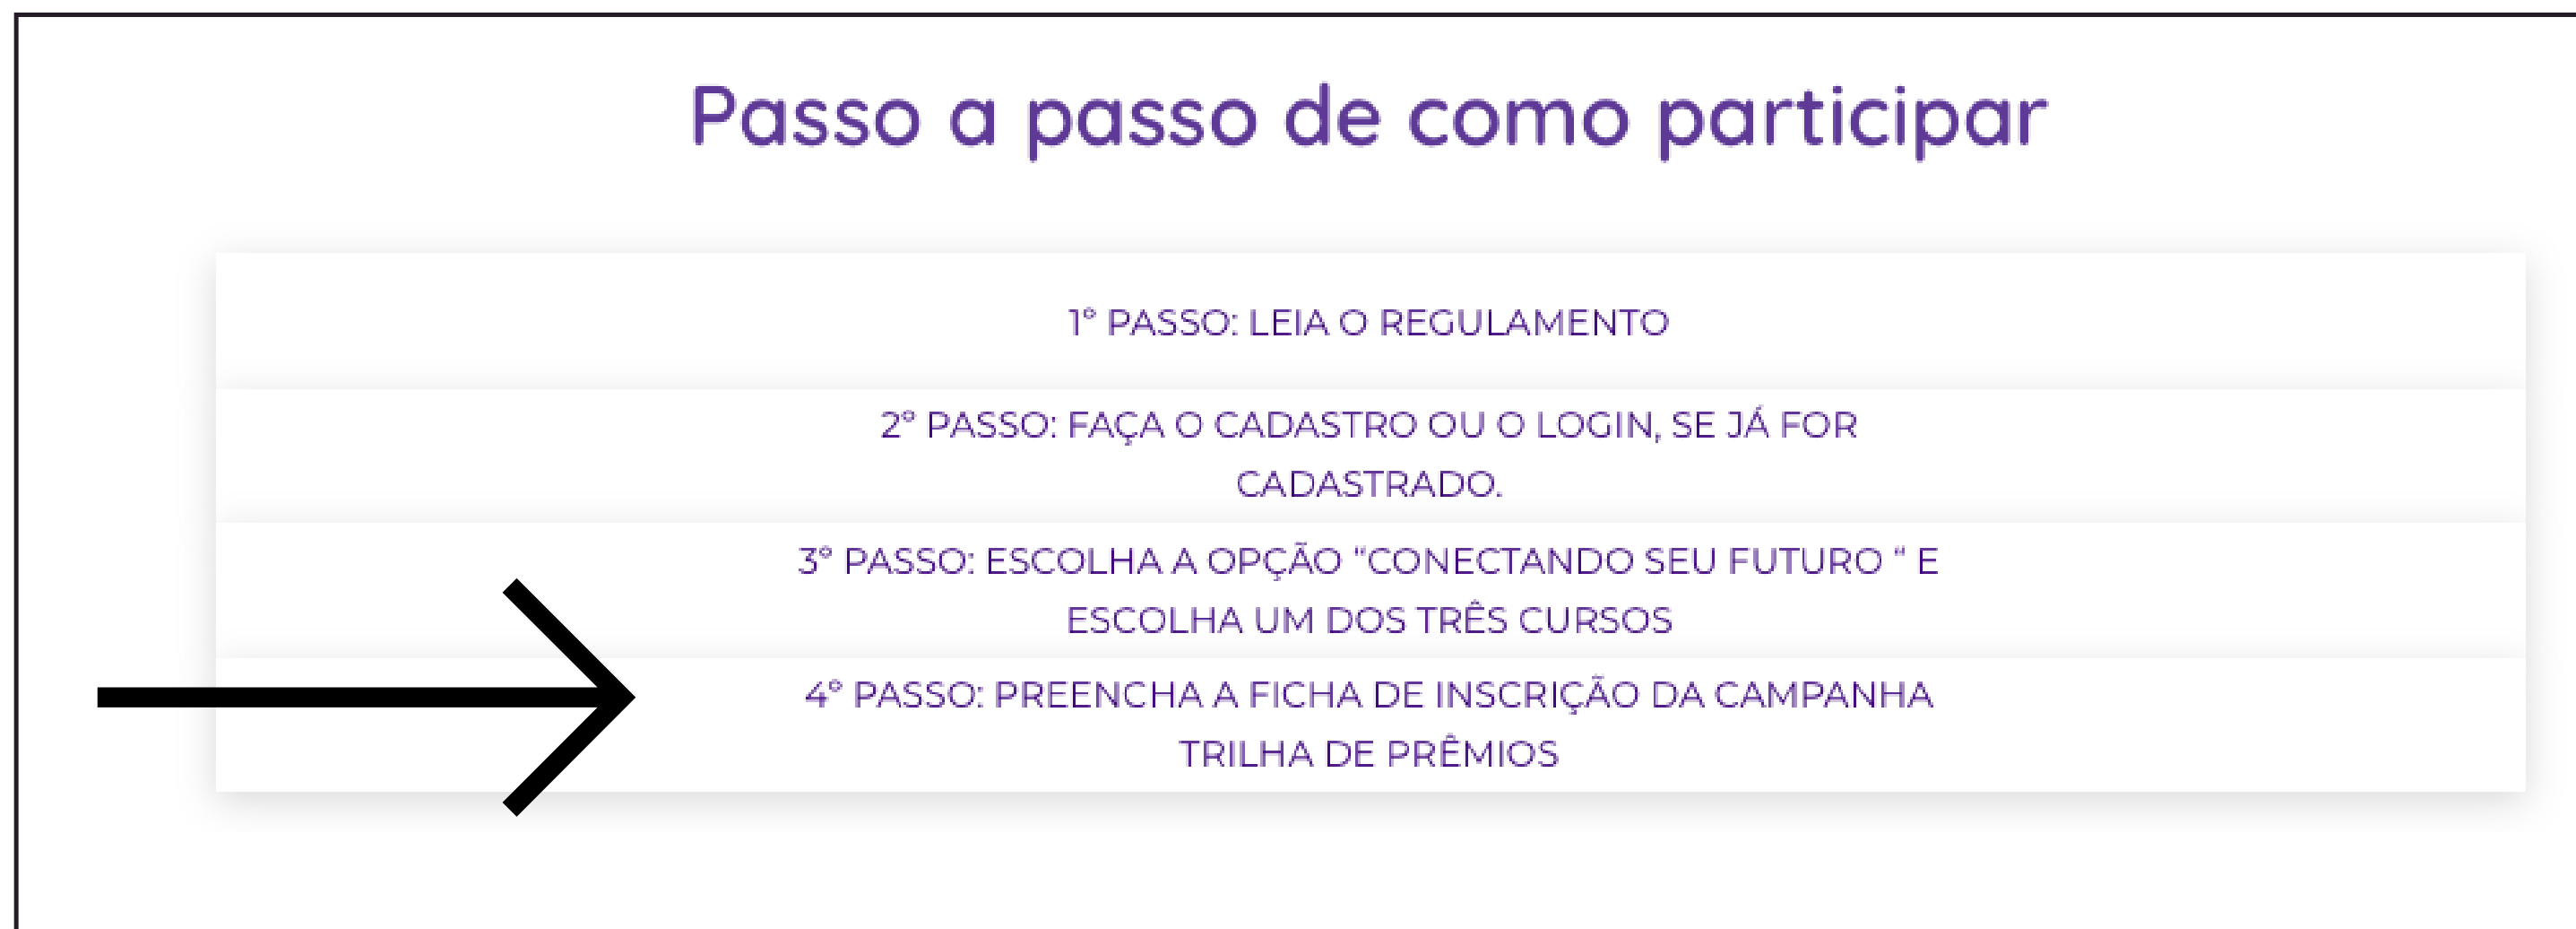 Passo a passo de como participar
1° PASSO: LEIA O REGULAMENTO
2° PASSO: FAÇA O CADASTRO OU O LOGIN, SE JÁ FOR
CADASTRADO.
3° PASSO: ESCOLHA A OPÇÃO “CONECTANDO SEU FUTURO “ E
ESCOLHA UM DOS TRÊS CURSOS
4° PASSO: PREENCHA A FICHA DE INSCRIÇÃO DA CAMPANHA
TRILHA DE PRÊMIOS